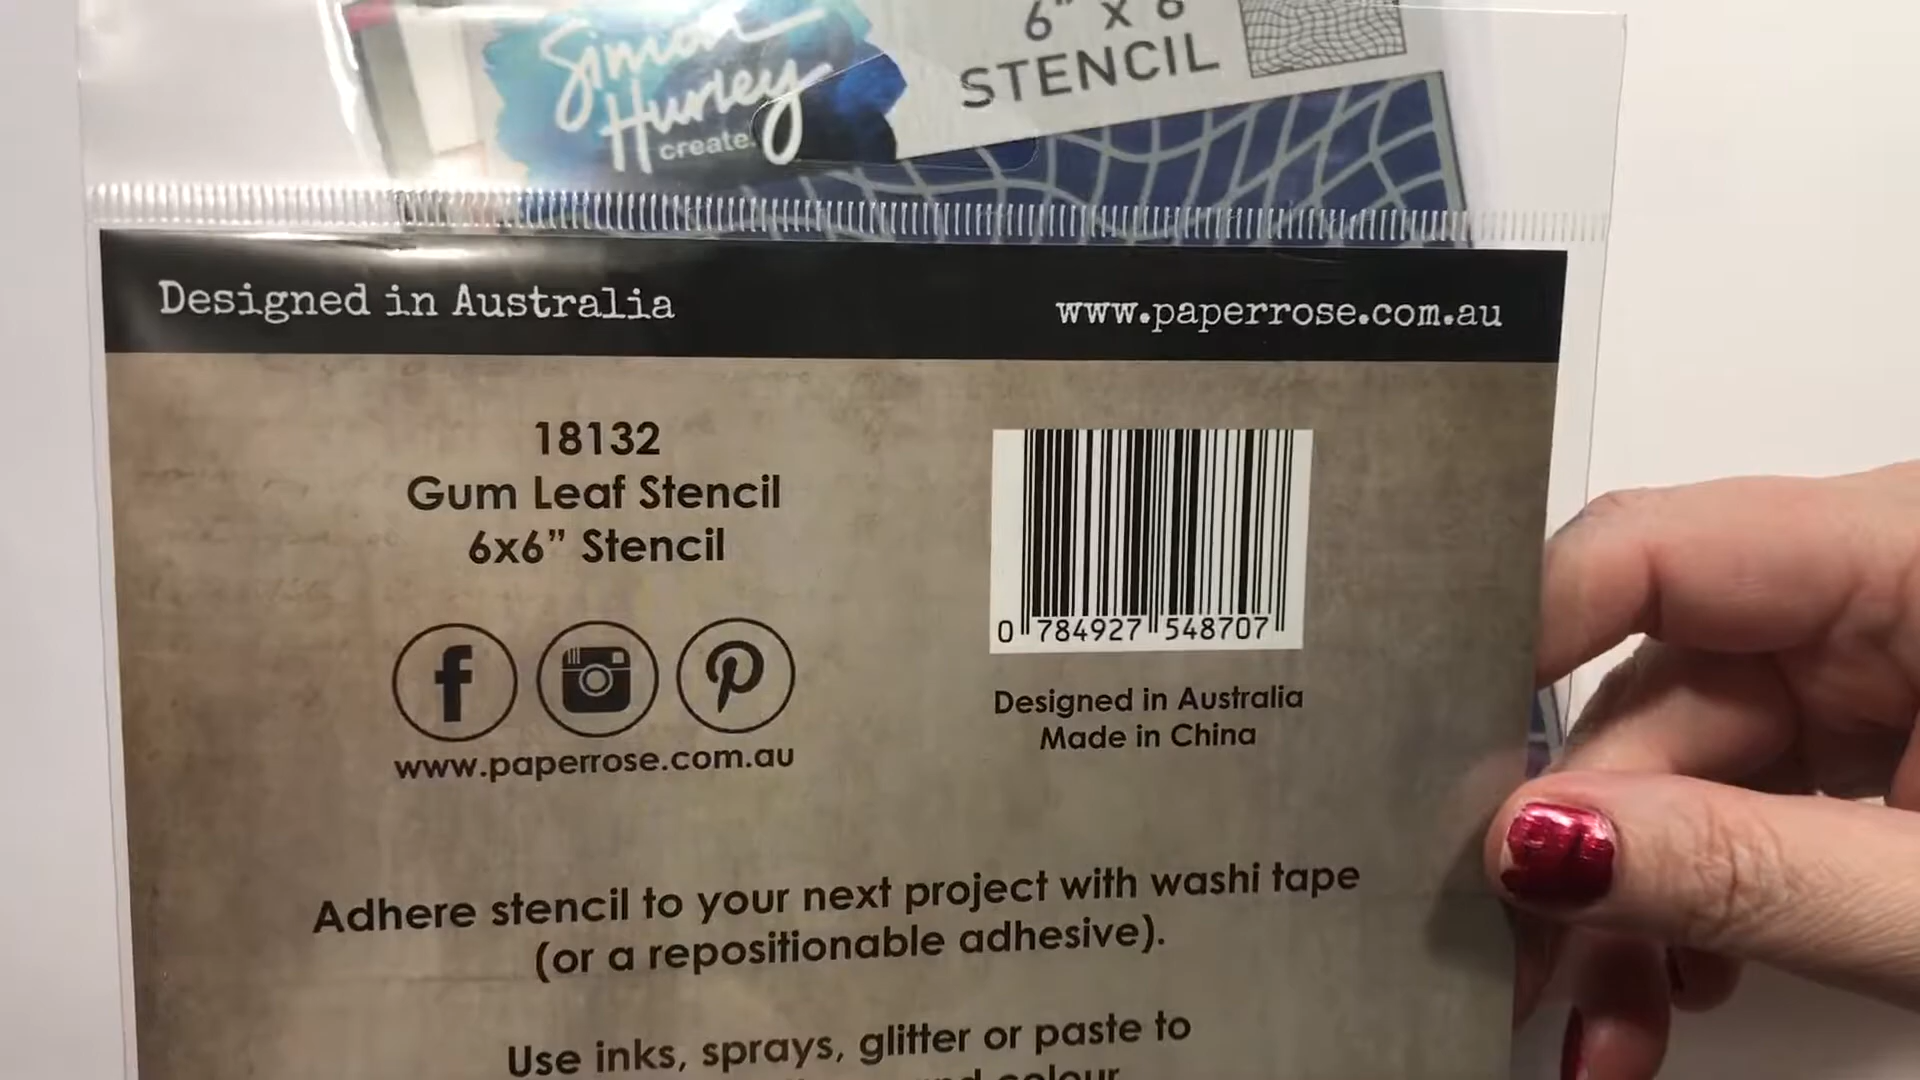 Simon
Hurley
create.
6" x 6
STENCIL
Designed in Australia
www.paperrose.com.au
18132
Gum Leaf Stencil
6x6” Stencil
www.paperrose.com.au
0 784927 548707
Designed in Australia
Made in China
Adhere stencil to your next project with washi tape
(or a repositionable adhesive).
Use inks, sprays, glitter or paste to
colour